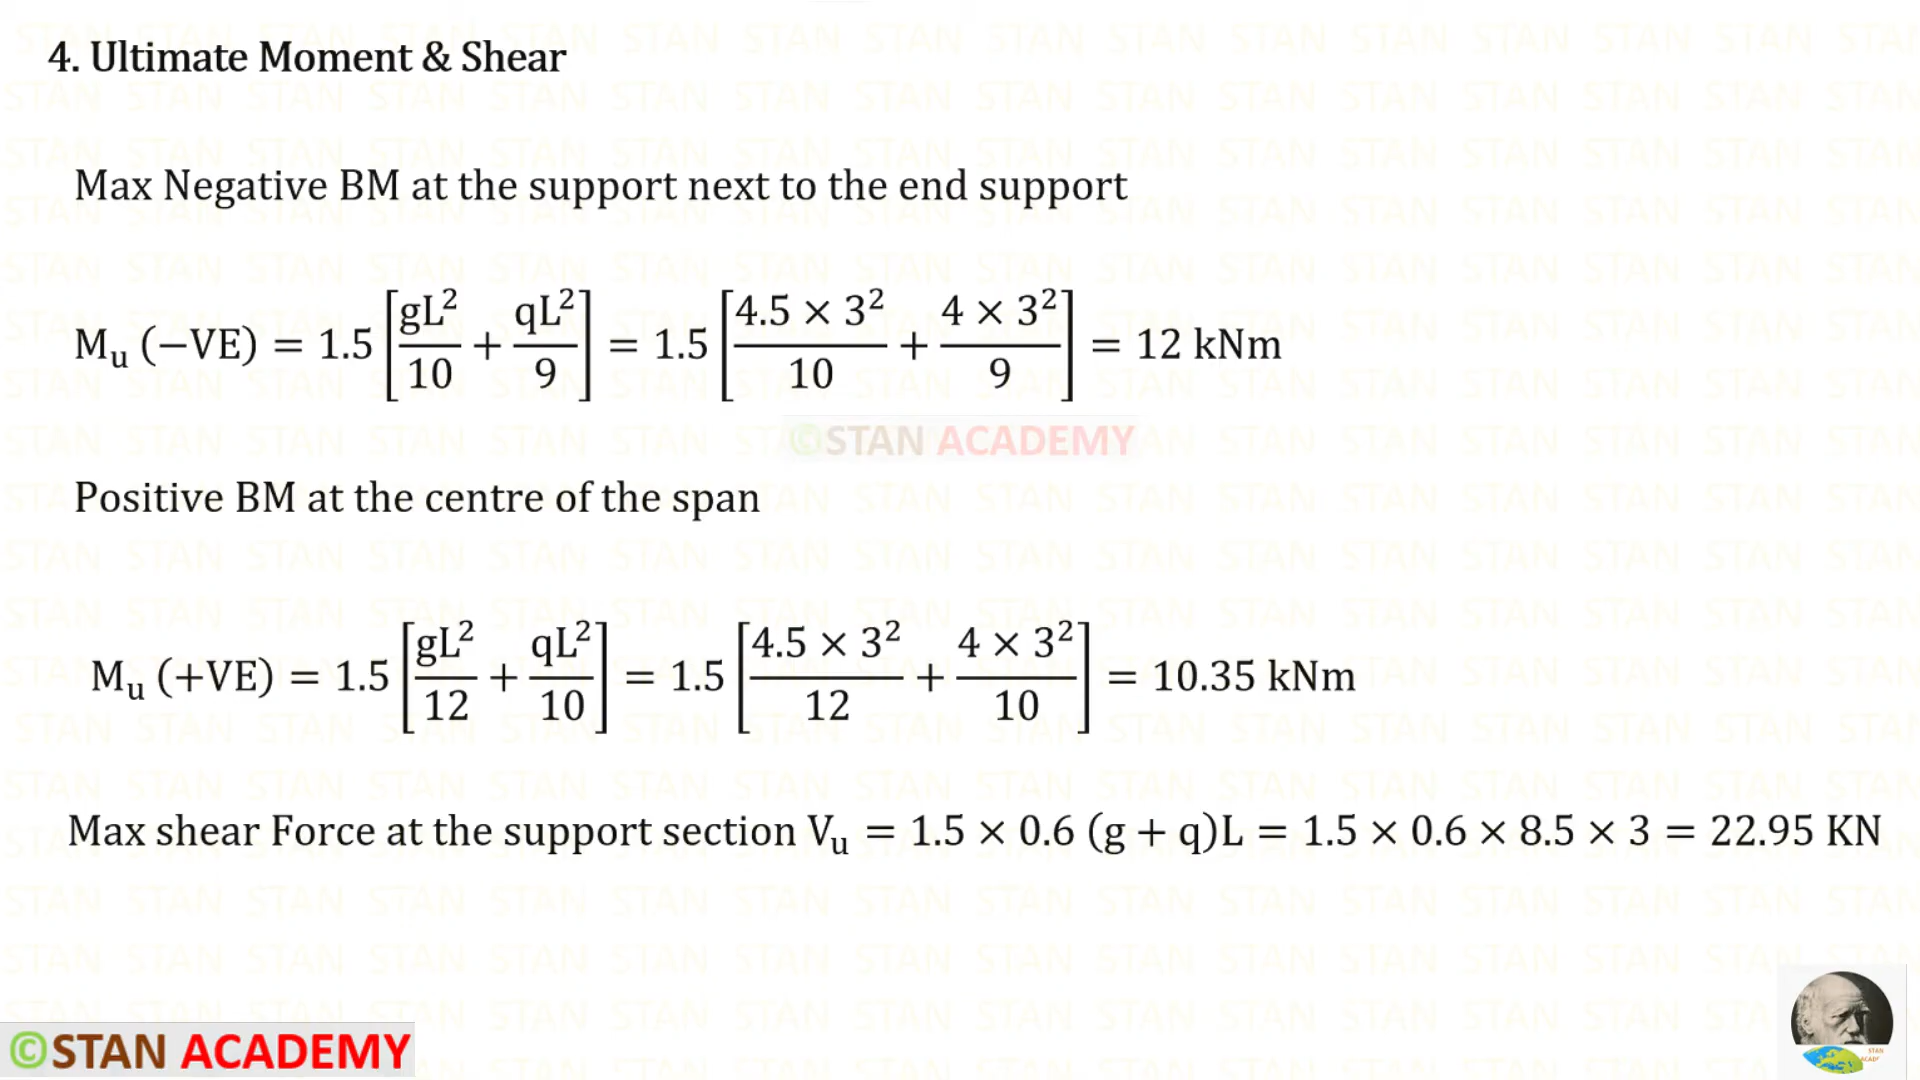 4. Ultimate Moment & Shear
Max Negative BM at the support next to the end support
Mᵤ (−VE) = 1.5 [gL²/10 + qL²/9] = 1.5 [4.5 × 3²/10 + 4 × 3²/9] = 12 kNm
©STAN ACADEMY
Positive BM at the centre of the span
Mᵤ (+VE) = 1.5 [gL²/12 + qL²/10] = 1.5 [4.5 × 3²/12 + 4 × 3²/10] = 10.35 kNm
Max shear Force at the support section Vᵤ = 1.5 × 0.6 (g + q)L = 1.5 × 0.6 × 8.5 × 3 = 22.95 KN
©STAN ACADEMY